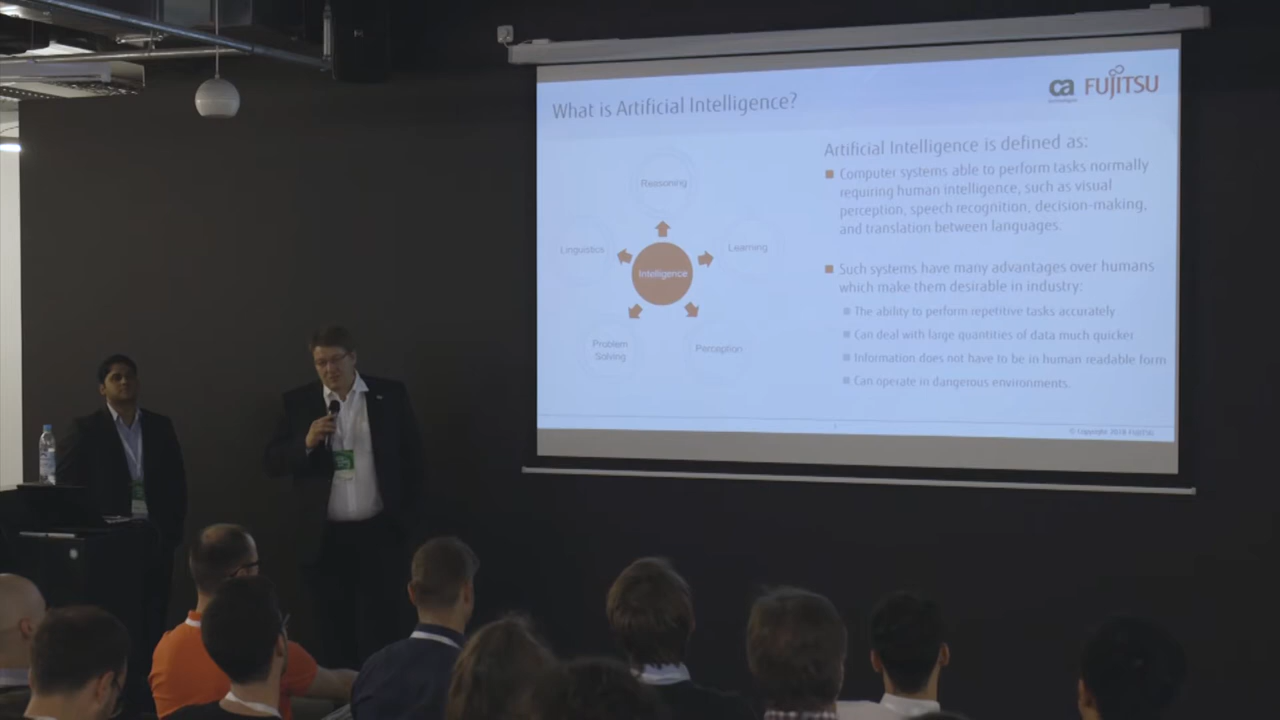 What is Artificial Intelligence?
ca
technologies
FUJITSU
Reasoning
Linguistics
Learning
Intelligence
Problem
Solving
Perception
Artificial Intelligence is defined as:
Computer systems able to perform tasks normally
requiring human intelligence, such as visual
perception, speech recognition, decision-making,
and translation between languages.
Such systems have many advantages over humans
which make them desirable in industry:
The ability to perform repetitive tasks accurately
Can deal with large quantities of data much quicker
Information does not have to be in human readable form
Can operate in dangerous environments.
© Copyright 2018 FUJITSU